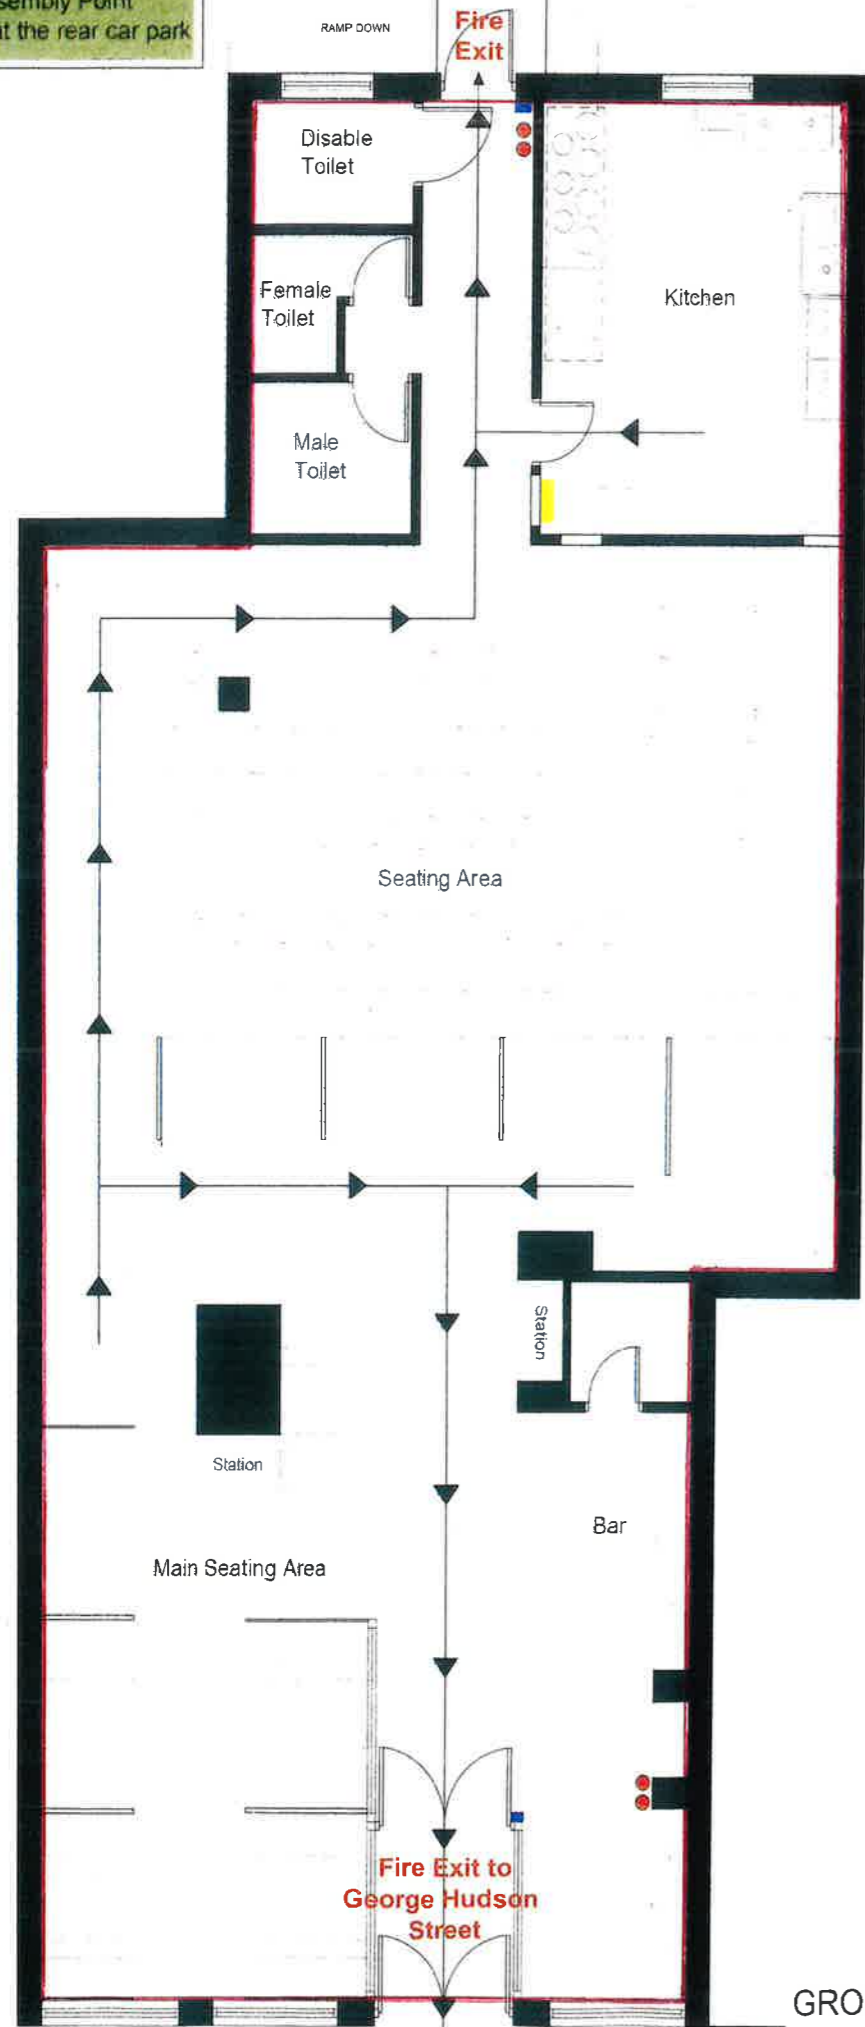 at the rear car park
RAMP DOWN
Fire
Exit
Disable
Toilet
Female
Toilet
Kitchen
Male
Toilet
Seating Area
Station
Station
Bar
Main Seating Area
Fire Exit to
George Hudson
Street
GRO